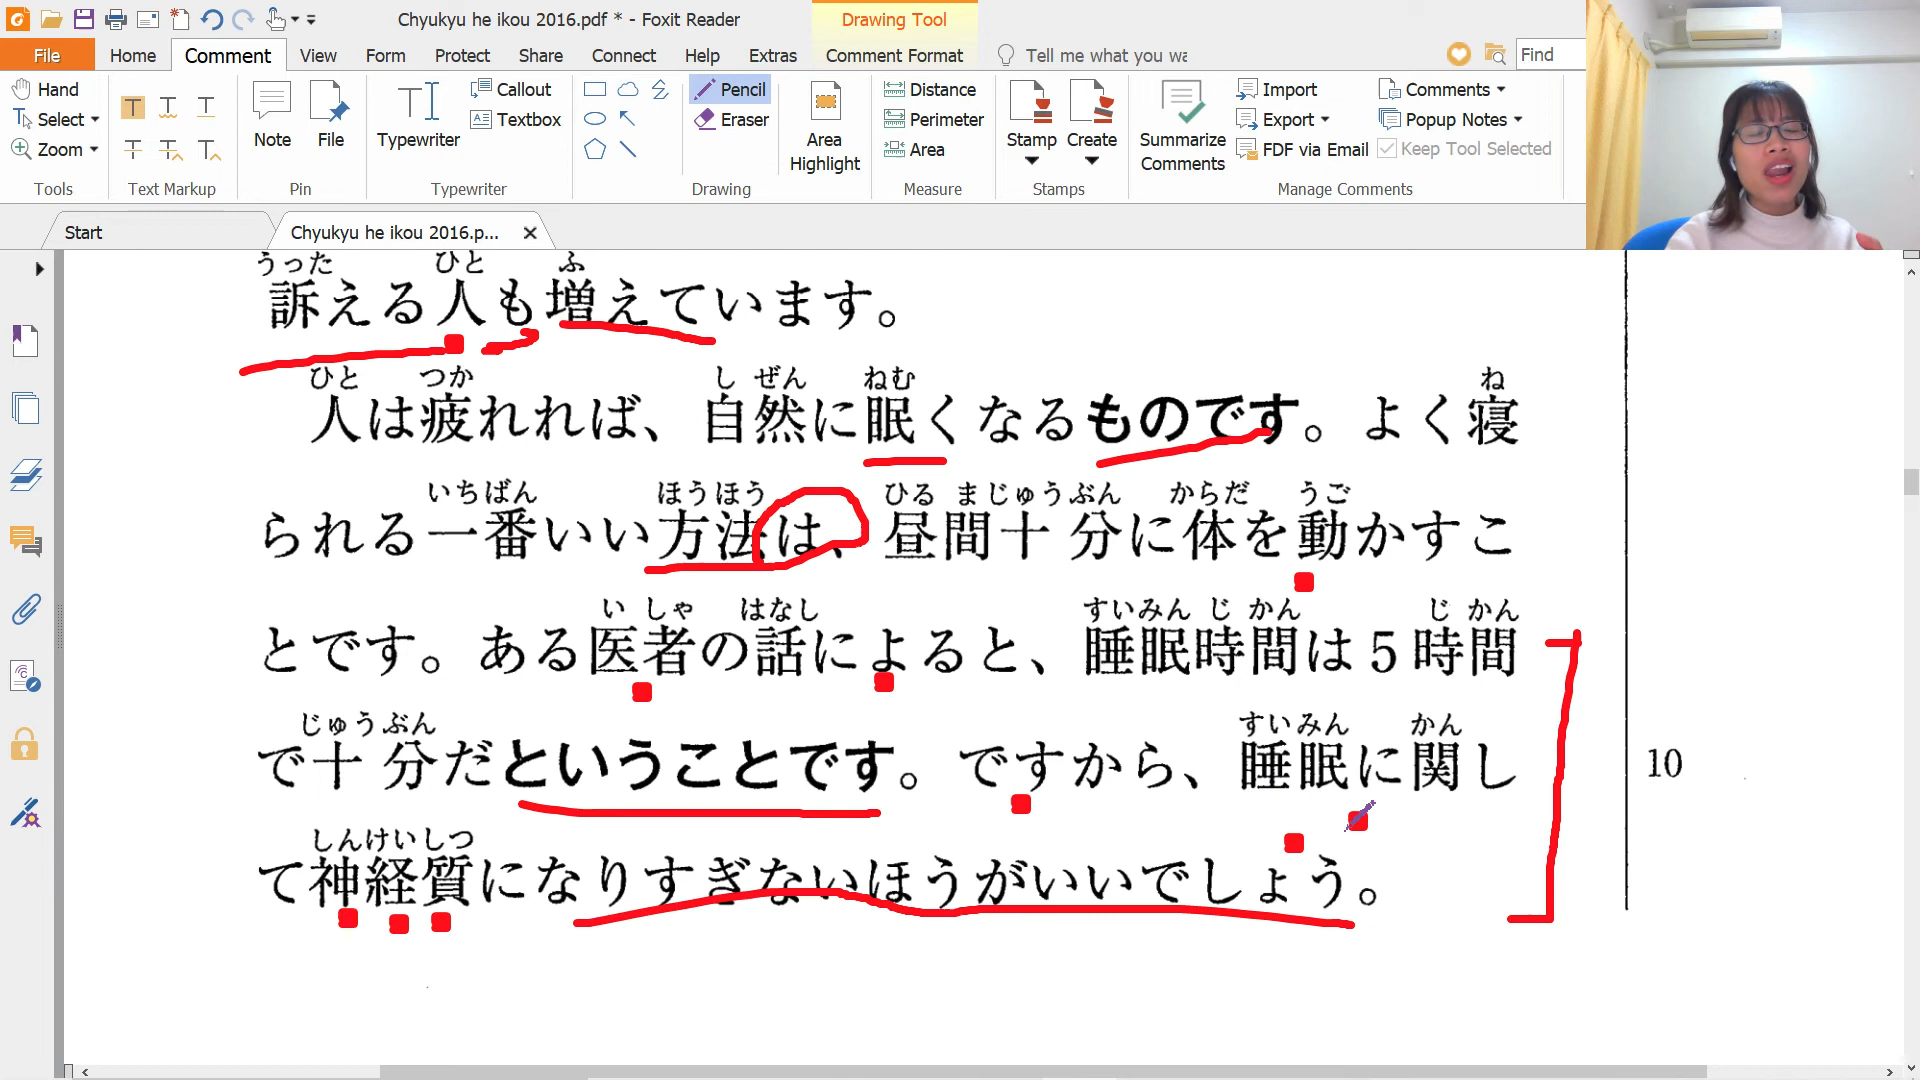 Chyukyu he ikou 2016.pdf * - Foxit Reader
Drawing Tool
File Home Comment View Form Protect Share Connect Help Extras Comment Format Tell me what you wa Find
Hand
Select
Zoom
Tools
Text Markup
Note
File
Pin
Typewriter
Callout
Textbox
Typewriter
Pencil
Eraser
Drawing
Area Highlight
Distance
Perimeter
Area
Measure
Stamp
Create
Stamps
Summarize Comments
Import
Export
FDF via Email
Comments
Popup Notes
Keep Tool Selected
Manage Comments
Start
Chyukyu he ikou 2016.p...
うった ひと ふ
訴える人も増えています。
ひと つか し ぜん ねむ ね
人は疲れれば、自然に眠くなるものです。よく寝
いちばん ほうほう ひる ま じゅうぶん からだ うご
られる一番いい方法は、昼間十分に体を動かすこ
い しゃ はなし すいみん じ かん じ かん
とです。ある医者の話によると、睡眠時間は5時間
じゅうぶん すいみん かん
で十分だということです。ですから、睡眠に関し
10
しんけいしつ
て神経質になりすぎないほうがいいでしょう。